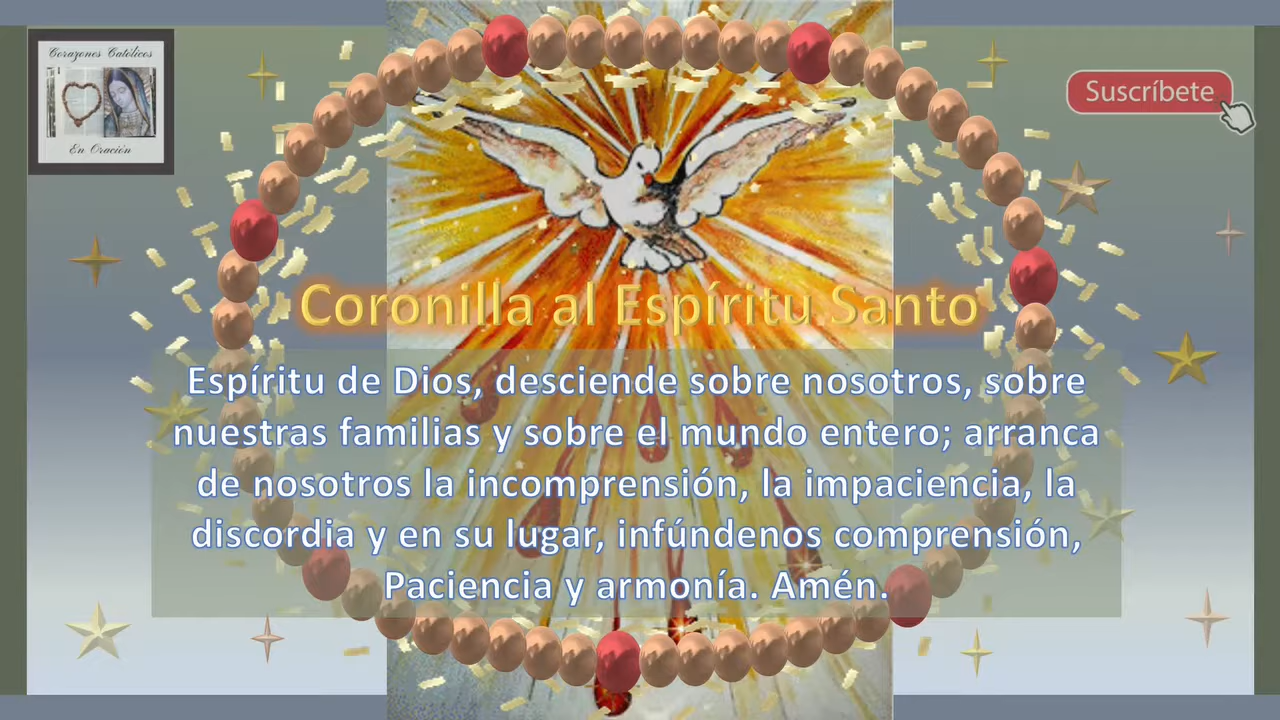 Corazones Católicos
En Oración
Suscríbete
Coronilla al Espíritu Santo
Espíritu de Dios, desciende sobre nosotros, sobre
nuestras familias y sobre el mundo entero; arranca
de nosotros la incomprensión, la impaciencia, la
discordia y en su lugar, infúndenos comprensión,
Paciencia y armonía. Amén.